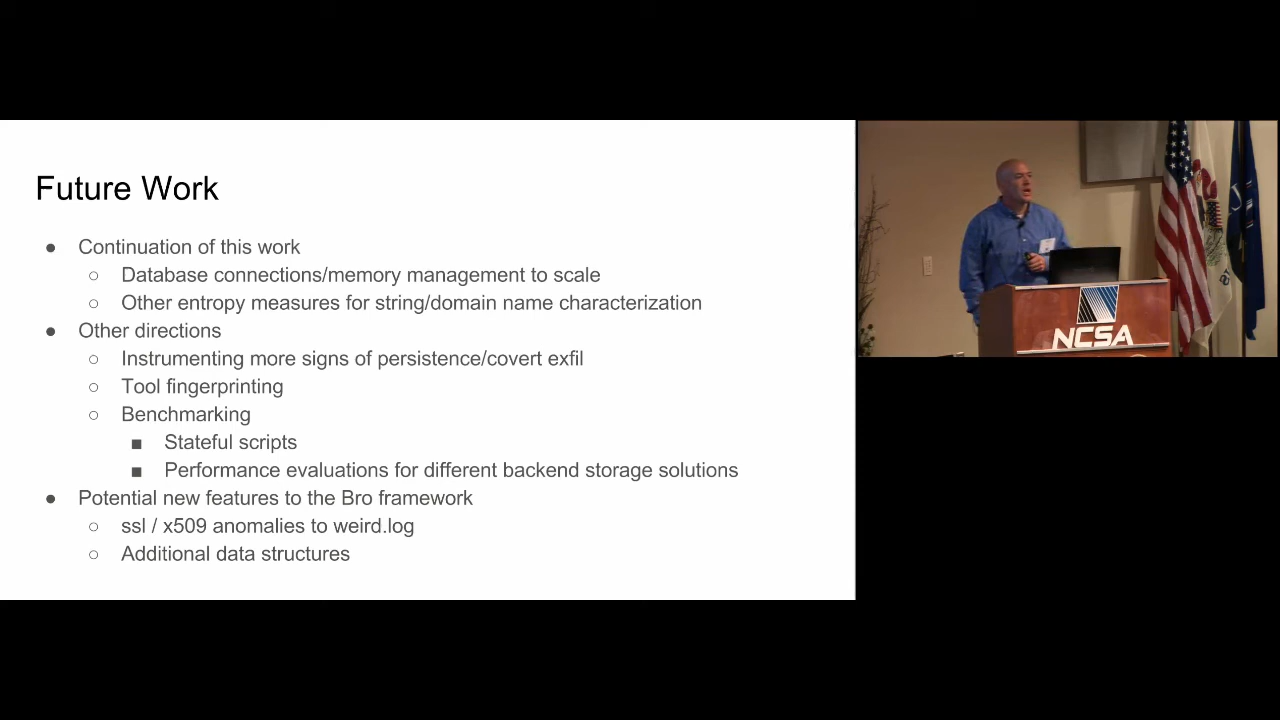 Future Work
● Continuation of this work
○ Database connections/memory management to scale
○ Other entropy measures for string/domain name characterization
● Other directions
○ Instrumenting more signs of persistence/covert exfil
○ Tool fingerprinting
○ Benchmarking
■ Stateful scripts
■ Performance evaluations for different backend storage solutions
● Potential new features to the Bro framework
○ ssl / x509 anomalies to weird.log
○ Additional data structures
NCSA